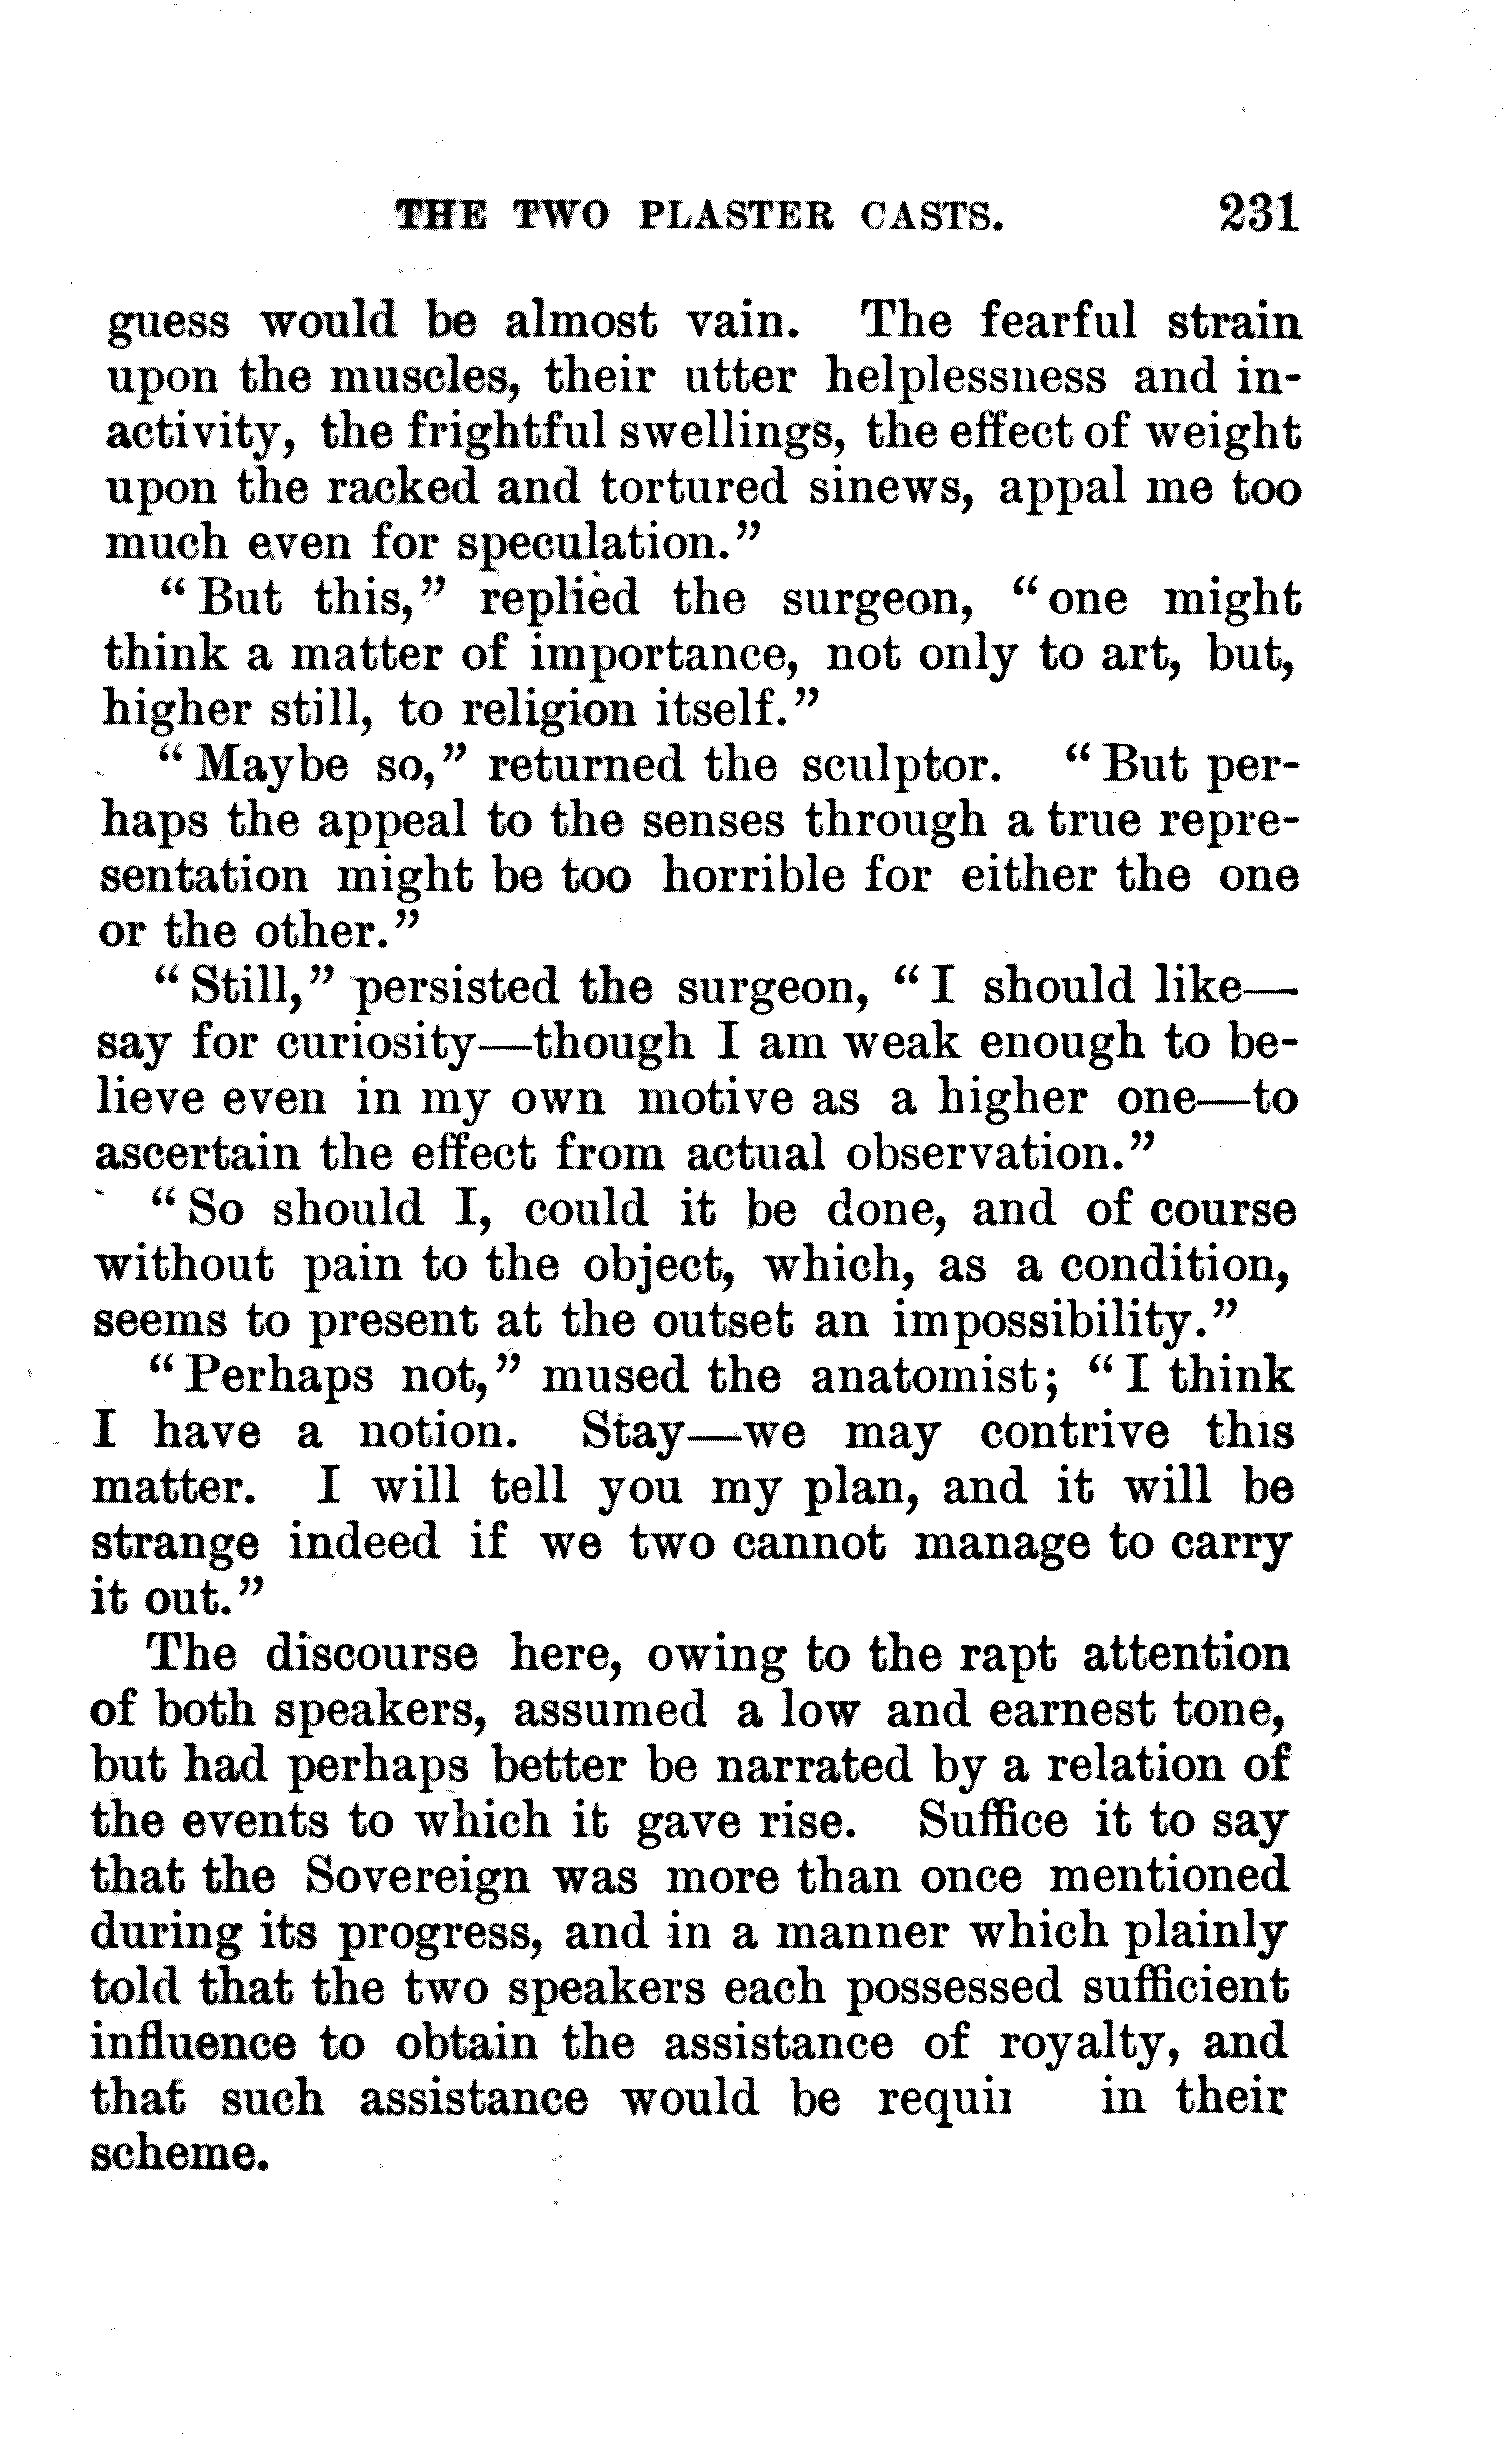 THE TWO PLASTER CASTS. 231
guess would be almost vain. The fearful strain
upon the muscles, their utter helplessness and in-
activity, the frightful swellings, the effect of weight
upon the racked and tortured sinews, appal me too
much even for speculation.”
“But this,” replied the surgeon, “one might
think a matter of importance, not only to art, but,
higher still, to religion itself.”
“Maybe so,” returned the sculptor. “But per-
haps the appeal to the senses through a true repre-
sentation might be too horrible for either the one
or the other.”
“Still,” persisted the surgeon, “I should like—
say for curiosity—though I am weak enough to be-
lieve even in my own motive as a higher one—to
ascertain the effect from actual observation.”
“So should I, could it be done, and of course
without pain to the object, which, as a condition,
seems to present at the outset an impossibility.”
“Perhaps not,” mused the anatomist; “I think
I have a notion. Stay—we may contrive this
matter. I will tell you my plan, and it will be
strange indeed if we two cannot manage to carry
it out.”
The discourse here, owing to the rapt attention
of both speakers, assumed a low and earnest tone,
but had perhaps better be narrated by a relation of
the events to which it gave rise. Suffice it to say
that the Sovereign was more than once mentioned
during its progress, and in a manner which plainly
told that the two speakers each possessed sufficient
influence to obtain the assistance of royalty, and
that such assistance would be in their
scheme.